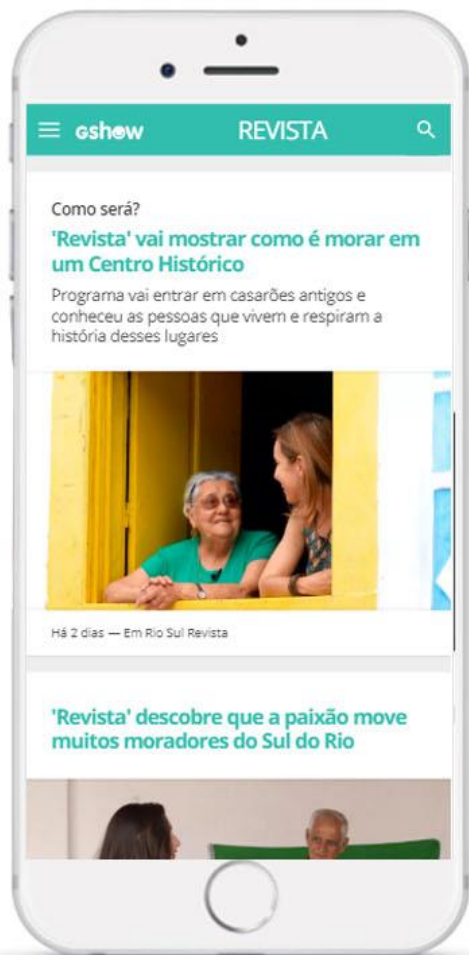 gshow
REVISTA
Como será?
'Revista' vai mostrar como é morar em
um Centro Histórico
Programa vai entrar em casarões antigos e
conheceu as pessoas que vivem e respiram a
história desses lugares
Há 2 dias — Em Rio Sul Revista
'Revista' descobre que a paixão move
muitos moradores do Sul do Rio